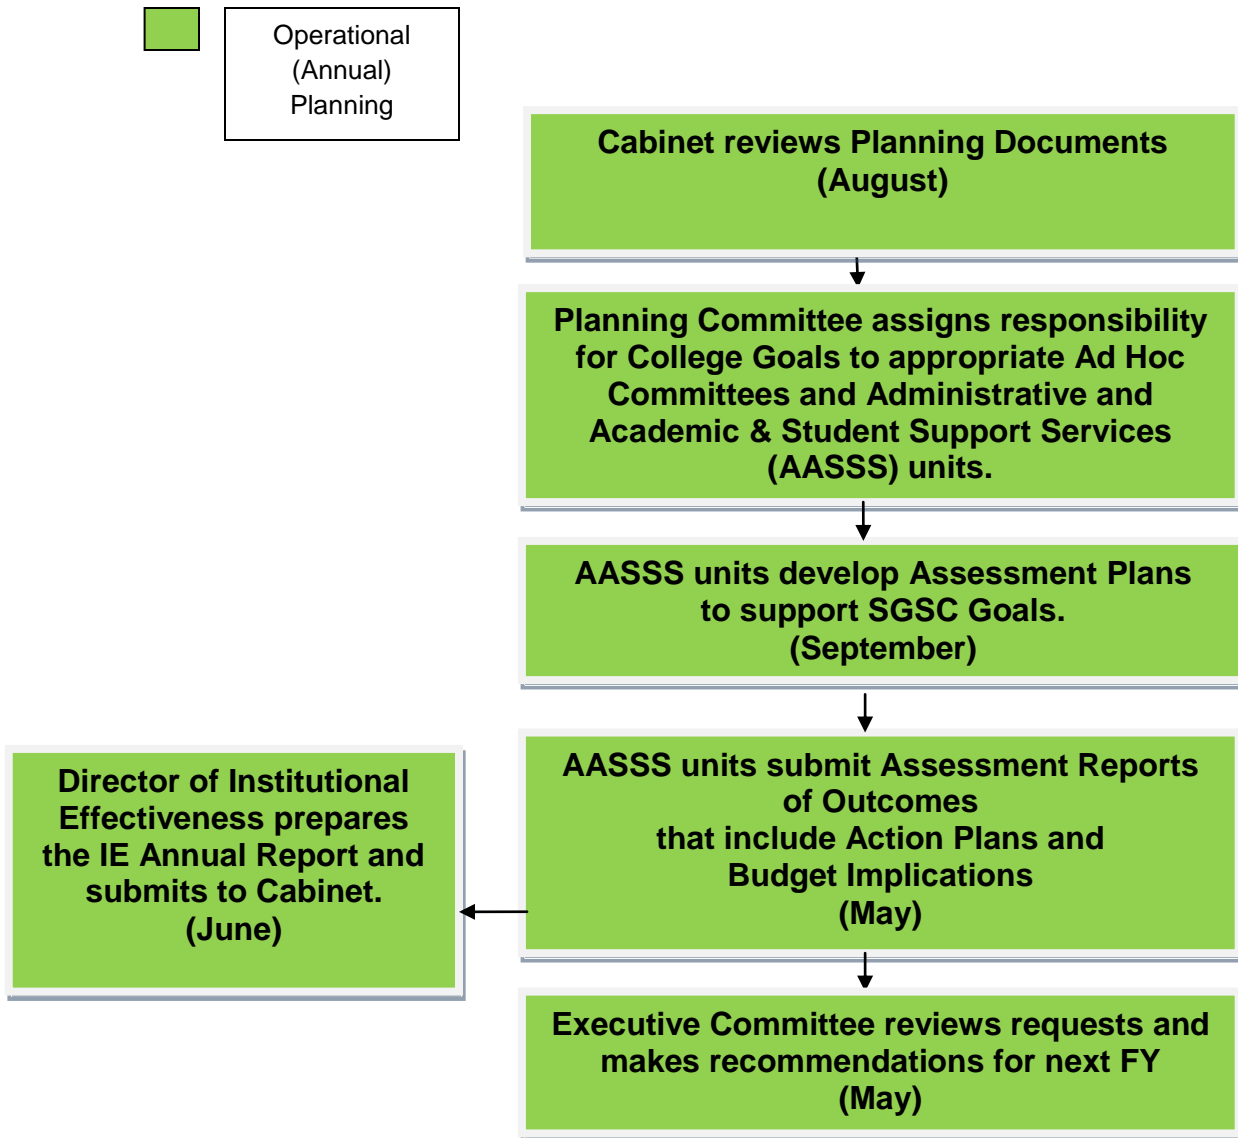 Operational
(Annual)
Planning
Cabinet reviews Planning Documents
(August)
Planning Committee assigns responsibility
for College Goals to appropriate Ad Hoc
Committees and Administrative and
Academic & Student Support Services
(AASSS) units.
AASSS units develop Assessment Plans
to support SGSC Goals.
(September)
AASSS units submit Assessment Reports
of Outcomes
that include Action Plans and
Budget Implications
(May)
Director of Institutional
Effectiveness prepares
the IE Annual Report and
submits to Cabinet.
(June)
Executive Committee reviews requests and
makes recommendations for next FY
(May)